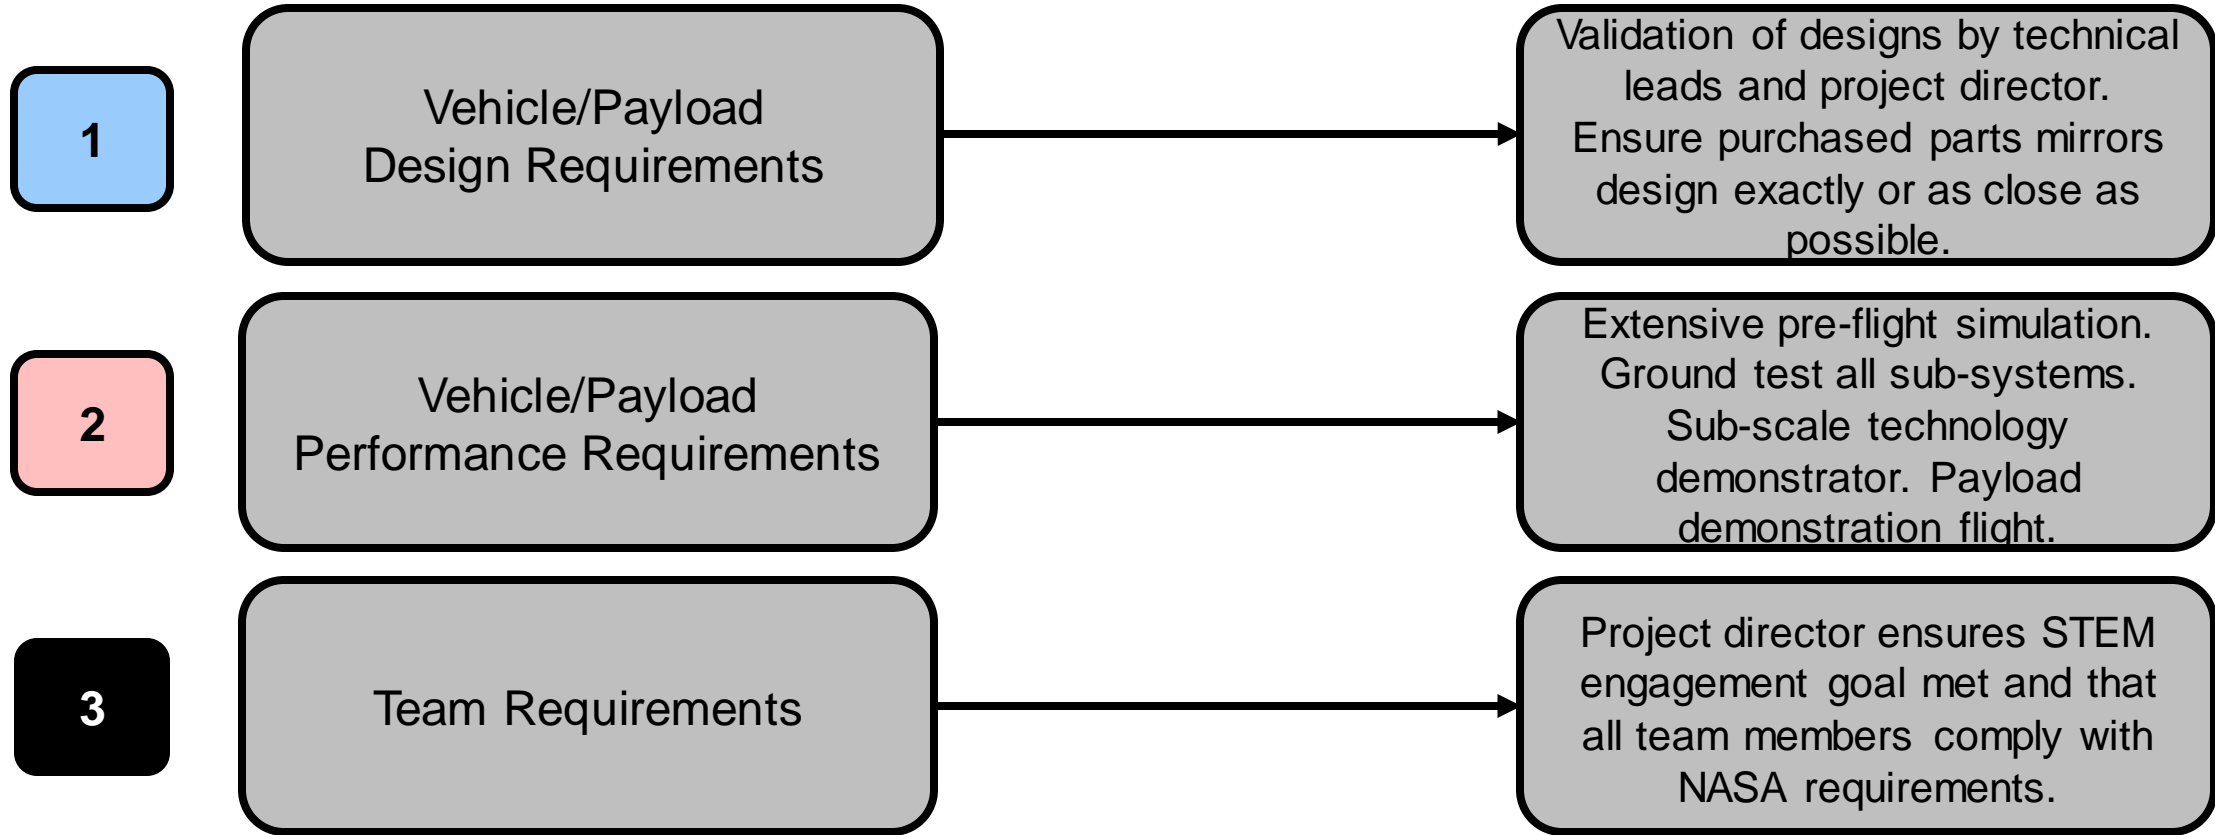 1
Vehicle/Payload
Design Requirements
Validation of designs by technical
leads and project director.
Ensure purchased parts mirrors
design exactly or as close as
possible.
2
Vehicle/Payload
Performance Requirements
Extensive pre-flight simulation.
Ground test all sub-systems.
Sub-scale technology
demonstrator. Payload
demonstration flight.
3
Team Requirements
Project director ensures STEM
engagement goal met and that
all team members comply with
NASA requirements.